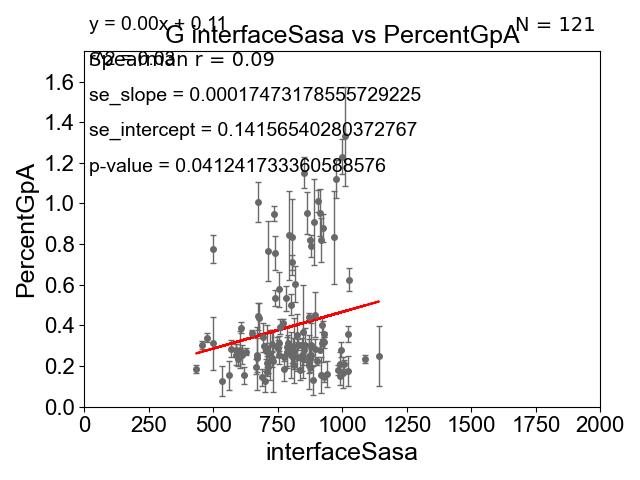 y = 0.00x + 0.11
G interfaceSasa vs PercentGpA
N = 121
Spearman r = 0.09
se_slope = 0.00017473178555729225
se_intercept = 0.14156540280372767
p-value = 0.041241733360588576
PercentGpA
1.6
1.4
1.2
1.0
0.8
0.6
0.4
0.2
0.0
0
250
500
750
1000
1250
1500
1750
2000
interfaceSasa